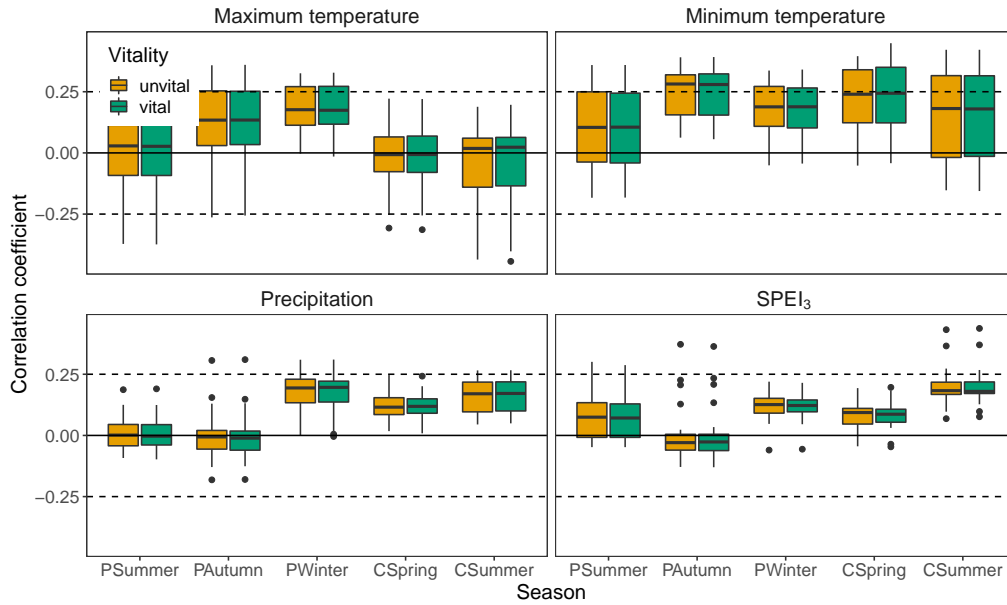 Maximum temperature
Minimum temperature
Vitality
unvital
vital
0.25
0.00
−0.25
Precipitation
SPEI₃
0.25
0.00
−0.25
Correlation coefficient
PSummer PAutumn PWinter CSpring CSummer
PSummer PAutumn PWinter CSpring CSummer
Season